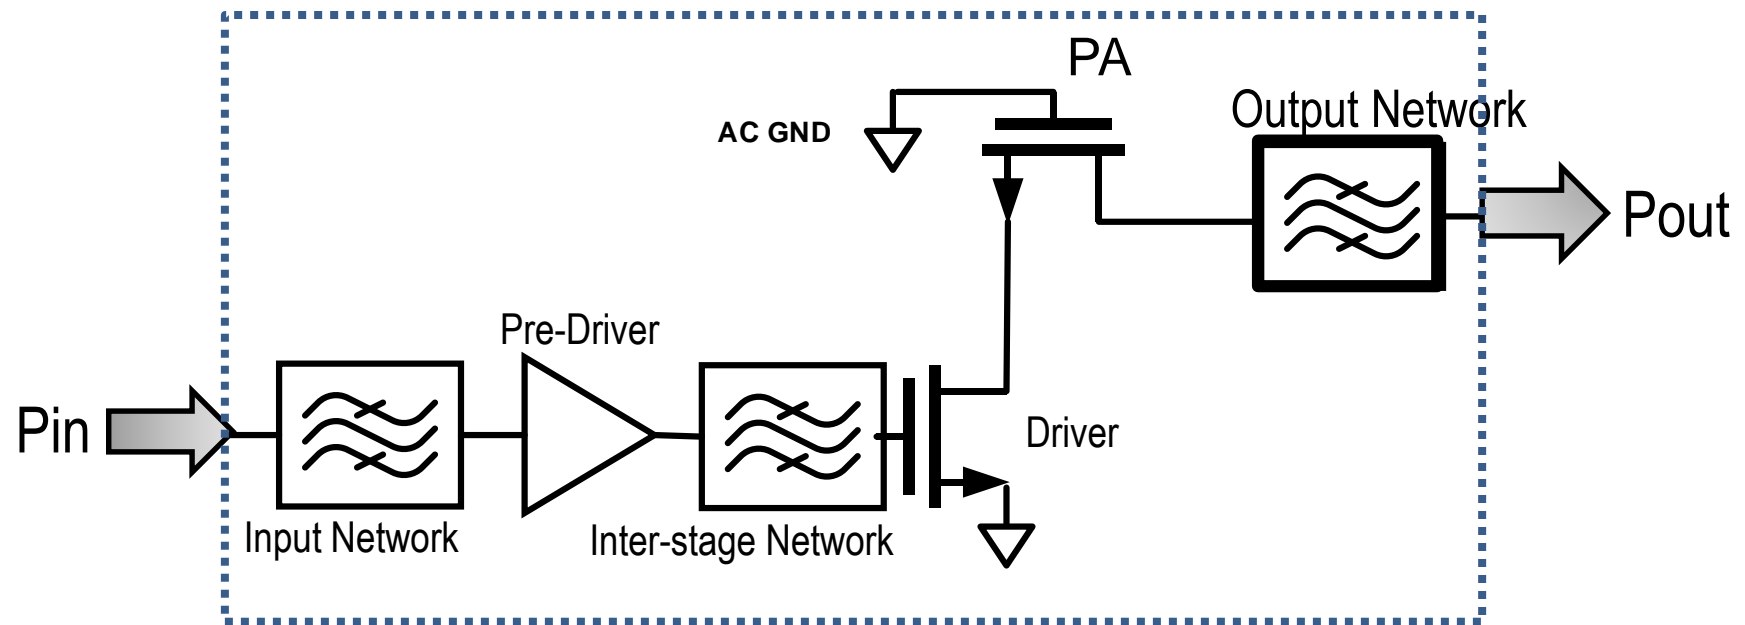 PA
Output Network
AC GND
Pout
Pre-Driver
Pin
Driver
Input Network
Inter-stage Network